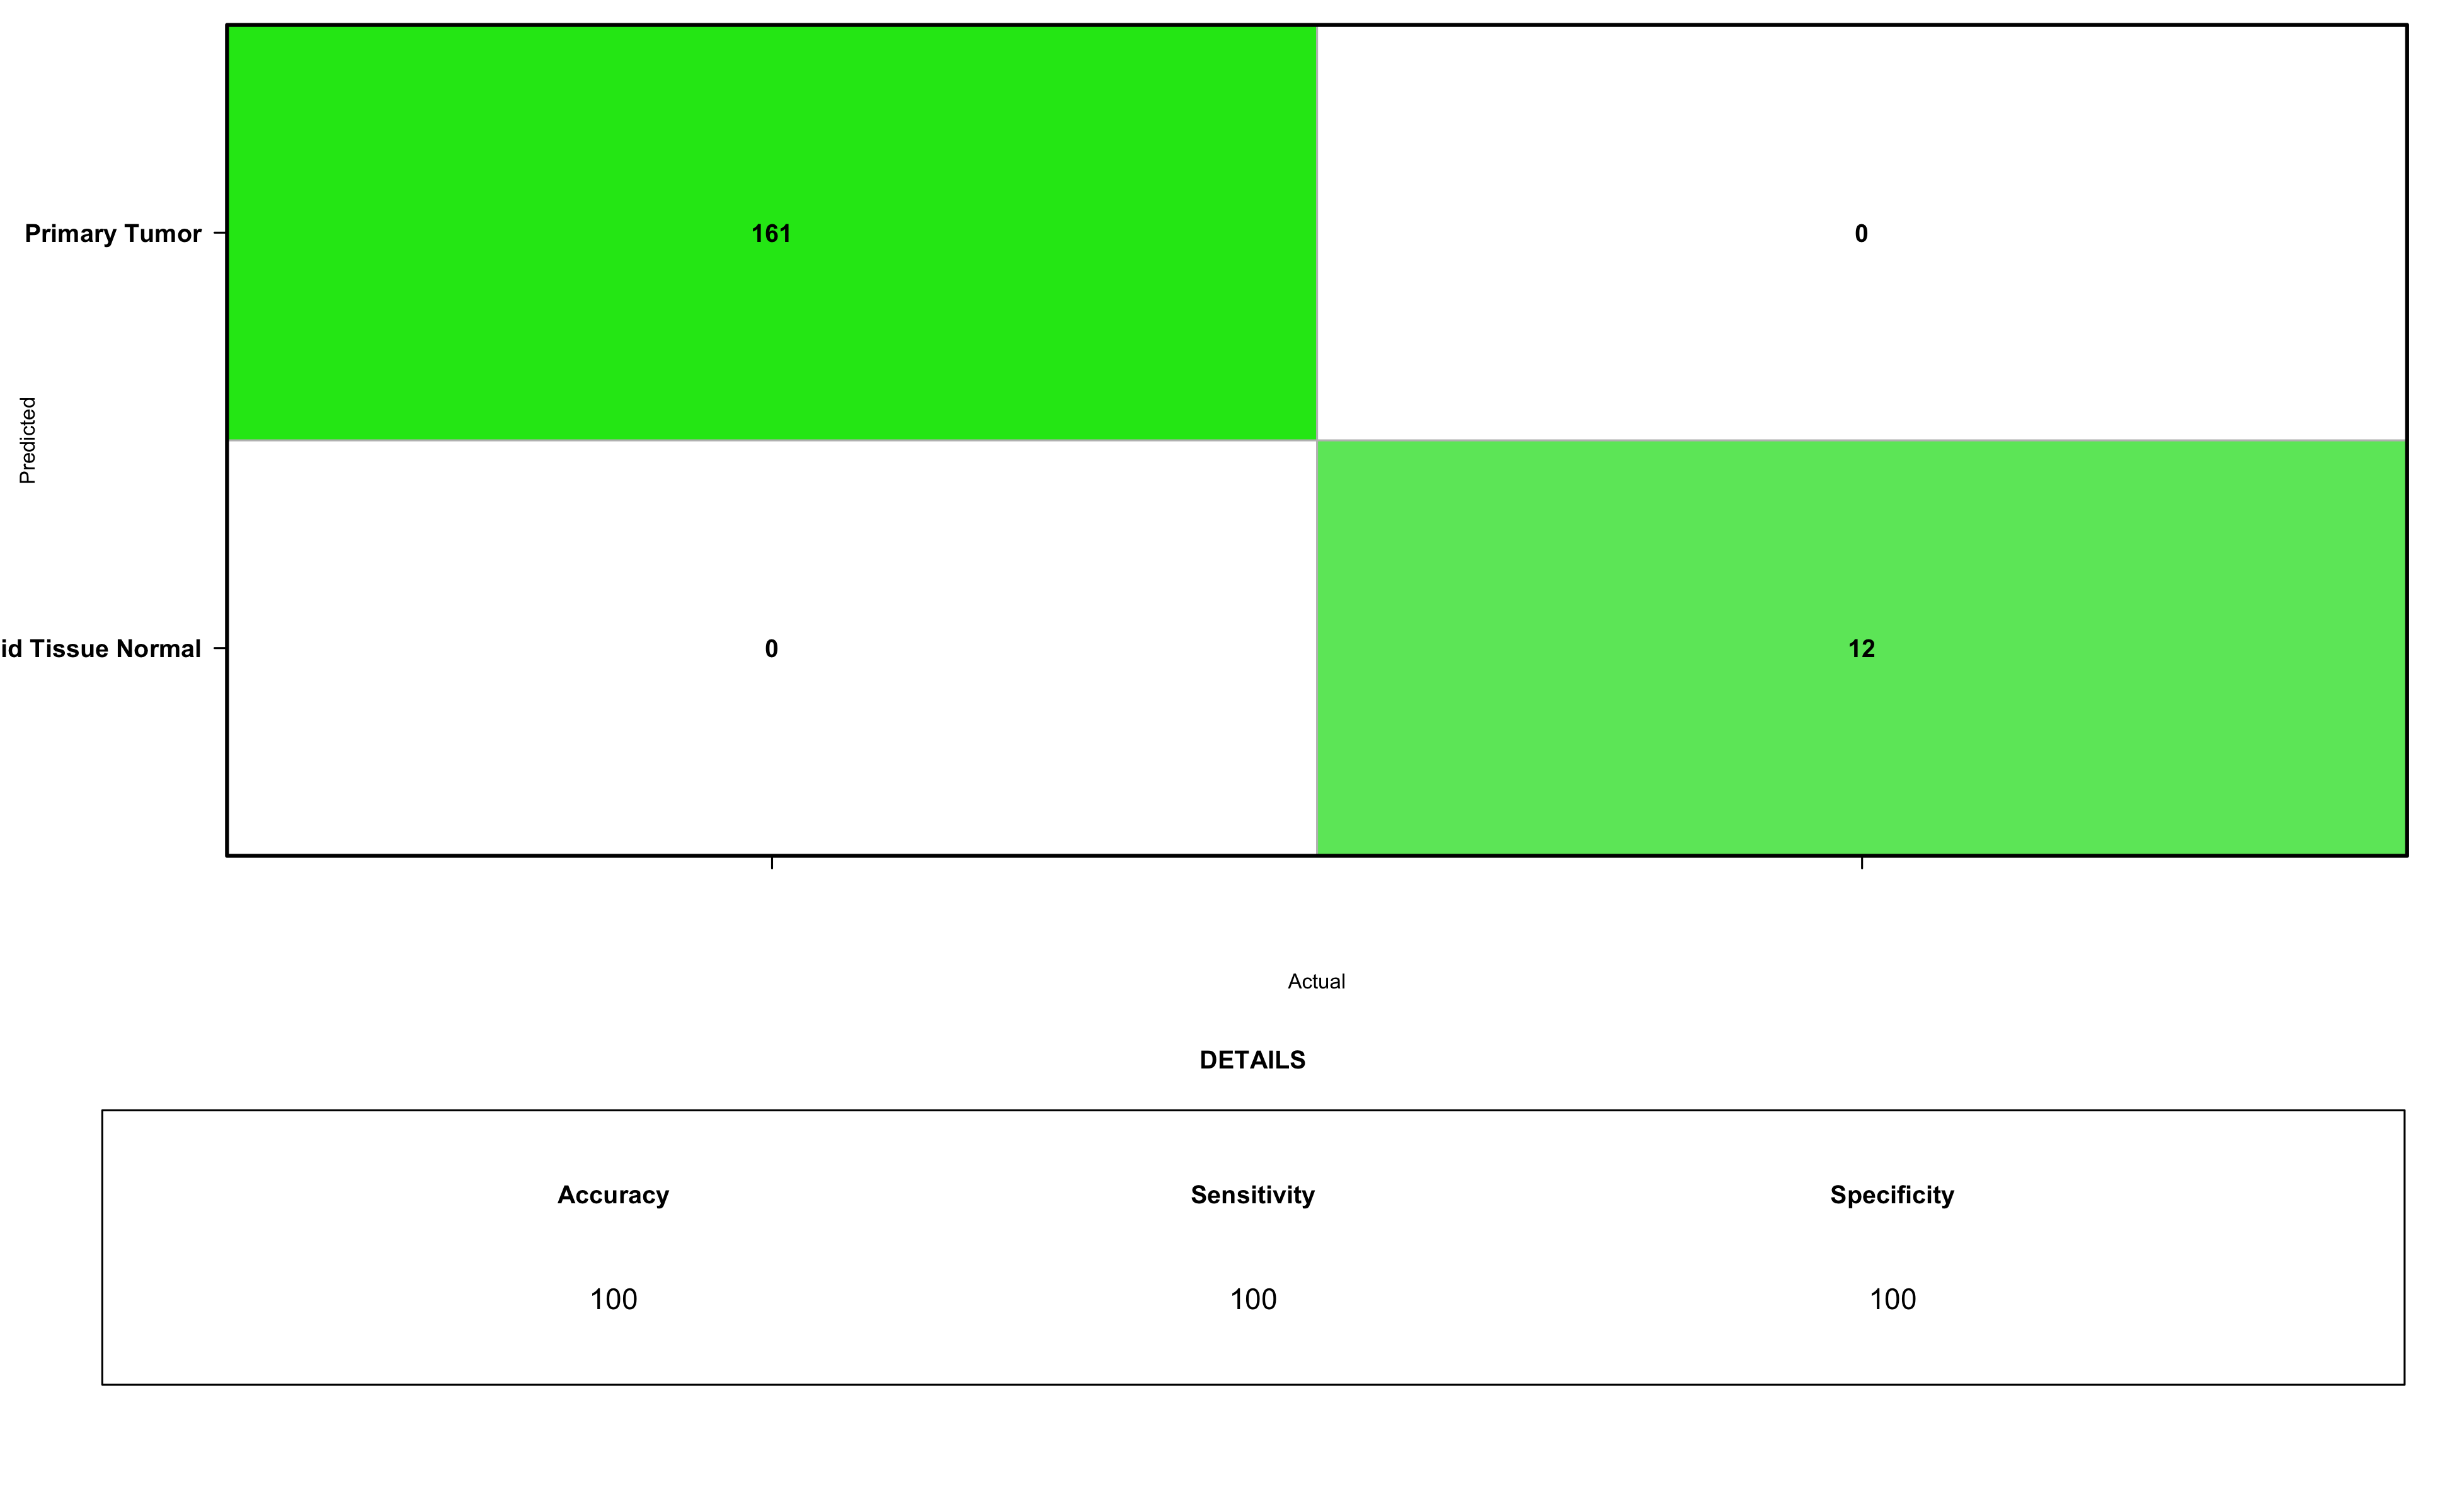 Primary Tumor 161 0
Predicted
id Tissue Normal 0 12
Actual
DETAILS
Accuracy Sensitivity Specificity
100 100 100